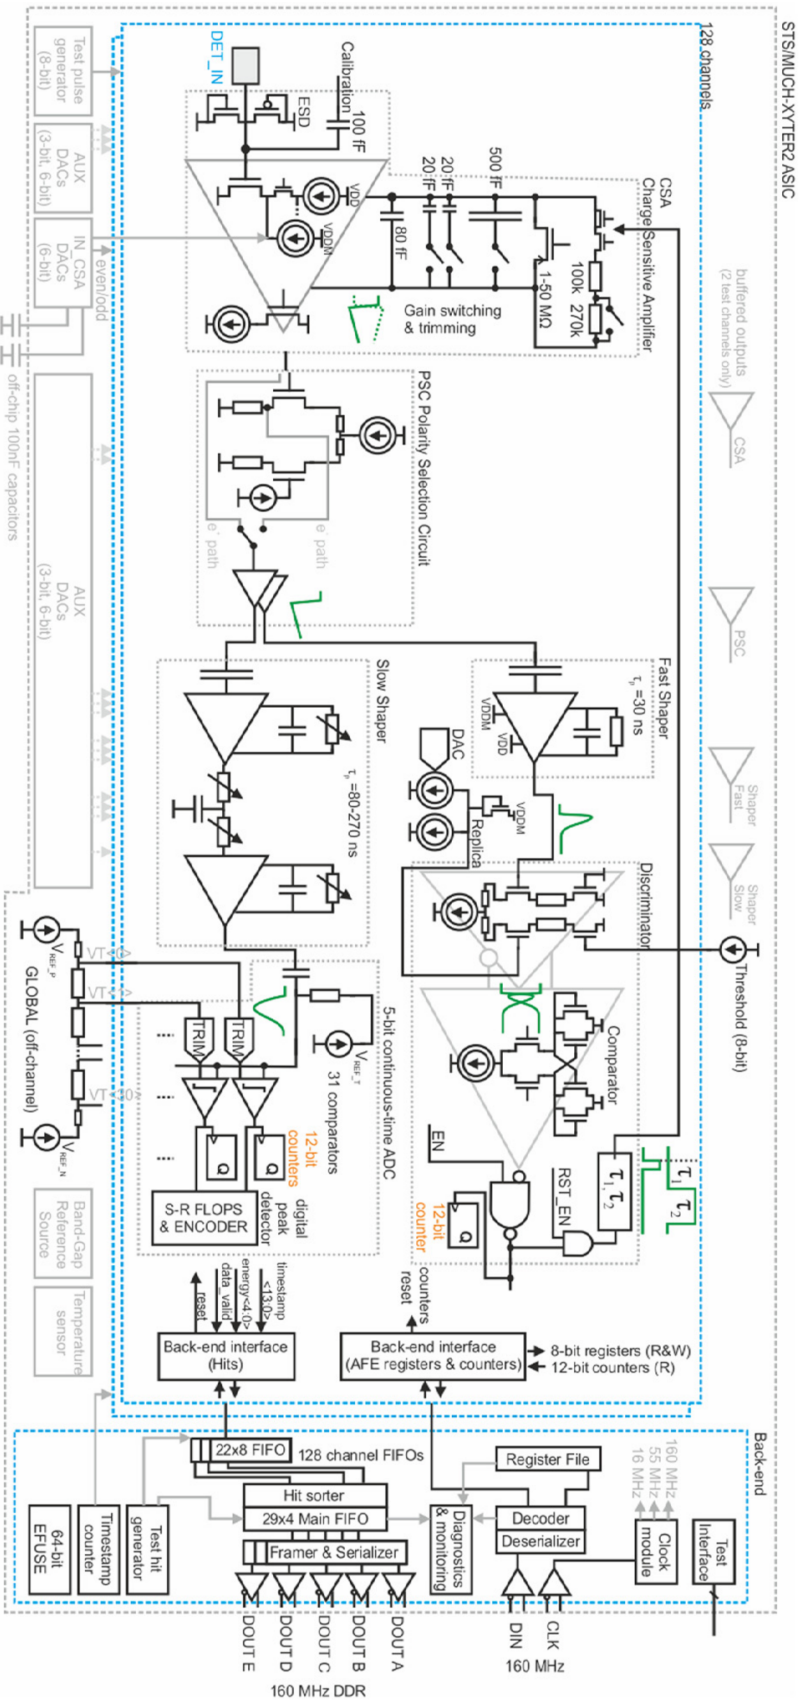 STS/MUCH-XYTER2 ASIC
128 channels
Test pulse
generator
(8-bit)
AUX
DACs
(3-bit, 6-bit)
IN_CSA
DACs
(6-bit)
even/odd
off-chip 100nF capacitors
AUX
DACs
(3-bit, 6-bit)
DET_IN
ESD
Calibration
100 fF
VDD
VDDM
80 fF
20 fF
20 fF
500 fF
1-50 MΩ
100k 270k
CSA
Charge Sensitive Amplifier
Gain switching
& trimming
buffered outputs
(2 test channels only)
CSA
PSC
Shaper
Fast
Shaper
Slow
PSC Polarity Selection Circuit
e⁻ path
e⁻ path
Slow Shaper
τp =80-270 ns
Fast Shaper
τp =30 ns
VDDM
VDD
DAC
VDDM
Replica
Discriminator
Threshold (8-bit)
Comparator
EN
RST_EN
τ1, τ2
τ1
τ2
12-bit
counter
5-bit continuous-time ADC
VREF_T
31 comparators
TRIM
TRIM
12-bit
counters
Q
Q
Q
digital
peak
detector
S-R FLOPS
& ENCODER
VREF_P
VT<0>
VT<1>
VT<30>
GLOBAL (off-channel)
VREF_N
Band-Gap
Reference
Source
Temperature
sensor
timestamp
<13:0>
energy<4:0>
data_valid
reset
Back-end interface
(Hits)
counters
reset
Back-end interface
(AFE registers & counters)
8-bit registers (R&W)
12-bit counters (R)
Back-end
22x8 FIFO
128 channel FIFOs
Hit sorter
29x4 Main FIFO
Framer & Serializer
Register File
Decoder
Deserializer
Diagnostics
& monitoring
160 MHz
55 MHz
16 MHz
Clock
module
Test
Interface
64-bit
EFUSE
Timestamp
counter
Test hit
generator
DOUT E
DOUT D
DOUT C
DOUT B
DOUT A
160 MHz DDR
DIN
CLK
160 MHz